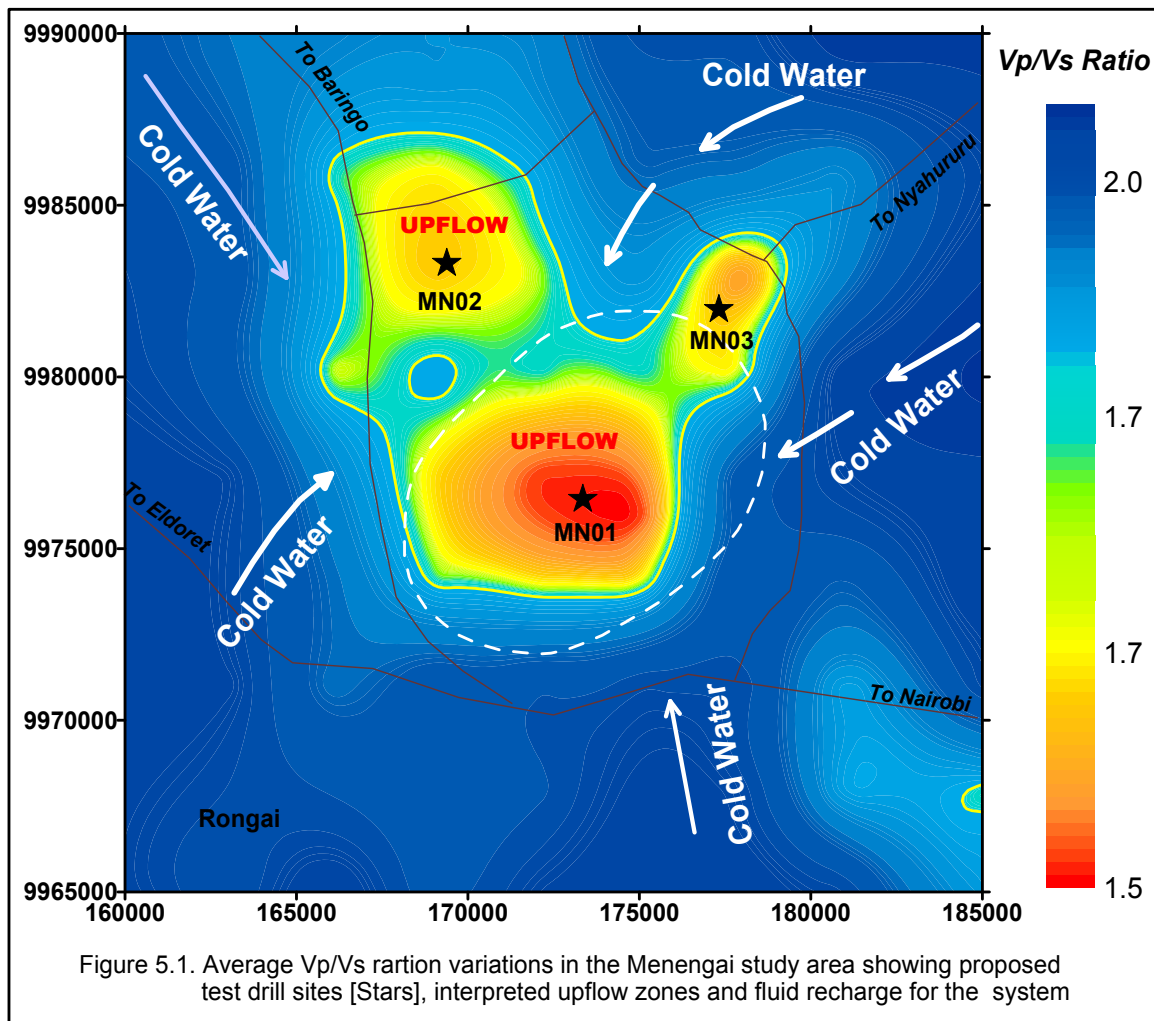 9990000
Vp/Vs Ratio
To Baringo
Cold Water
Cold Water
2.0
9985000
To Nyahururu
UPFLOW
MN02
MN03
9980000
Cold Water
1.7
UPFLOW
MN01
To Eldoret
9975000
Cold Water
1.7
9970000
To Nairobi
Cold Water
Rongai
1.5
9965000
160000 165000 170000 175000 180000 185000
Figure 5.1. Average Vp/Vs rartion variations in the Menengai study area showing proposed
test drill sites [Stars], interpreted upflow zones and fluid recharge for the system